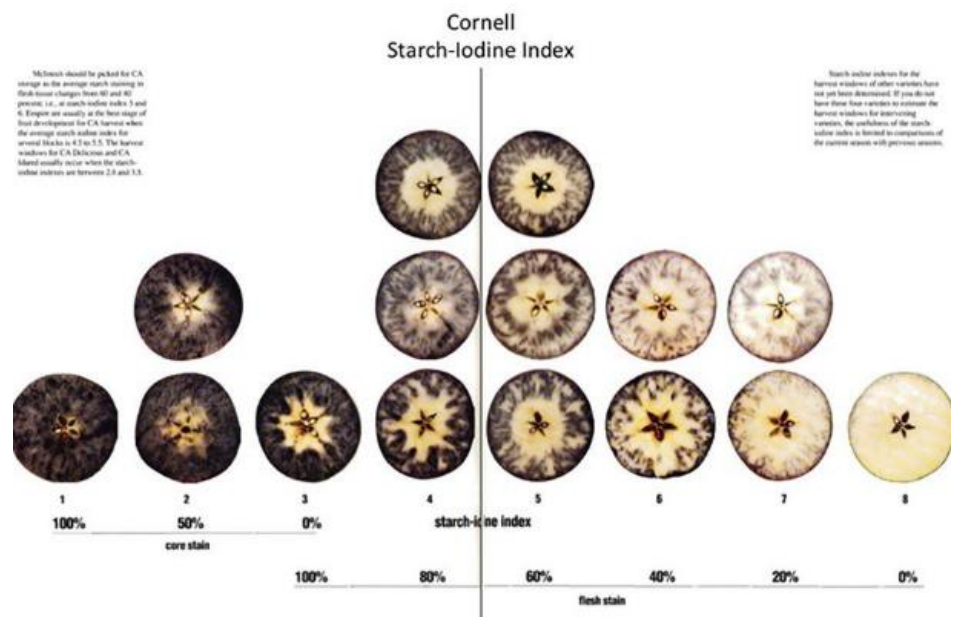 Cornell
Starch-Iodine Index
McIntosh should be picked for CA
storage as the average starch staining in
flesh tissue changes from 60 and 40
percent; i.e., at starch-iodine index 5 and
6. Empire are usually at the best stage of
fruit development for CA harvest when
the average starch-iodine index for
several blocks is 4.5 to 5.5. The harvest
windows for CA Delicious and CA
Idared usually occur when the starch-
iodine indexes are between
Starch-iodine indexes for the
harvest windows of other varieties have
not yet been determined. If you do not
have these four varieties to estimate the
harvest windows for intervening
varieties, the usefulness of the starch-
iodine index is limited to comparisons of
the current season with previous seasons.
1 2 3 4 5 6 7 8
100% 50% 0% starch-iodine index
core stain
100% 80% 60% 40% 20% 0%
flesh stain